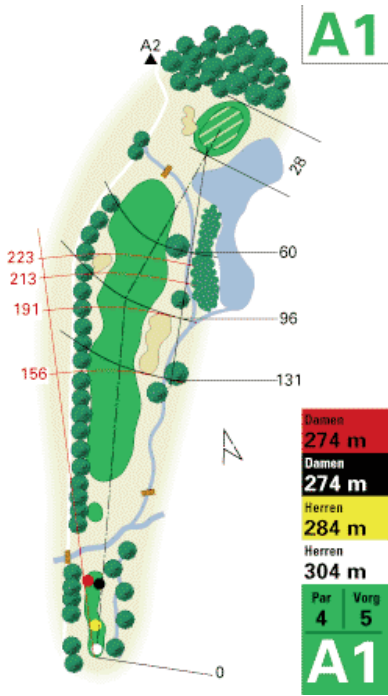 A1
A2
28
60
223
213
191
96
156
131
N
0
Damen
274 m
Damen
274 m
Herren
284 m
Herren
304 m
Par Vorg
4 5
A1